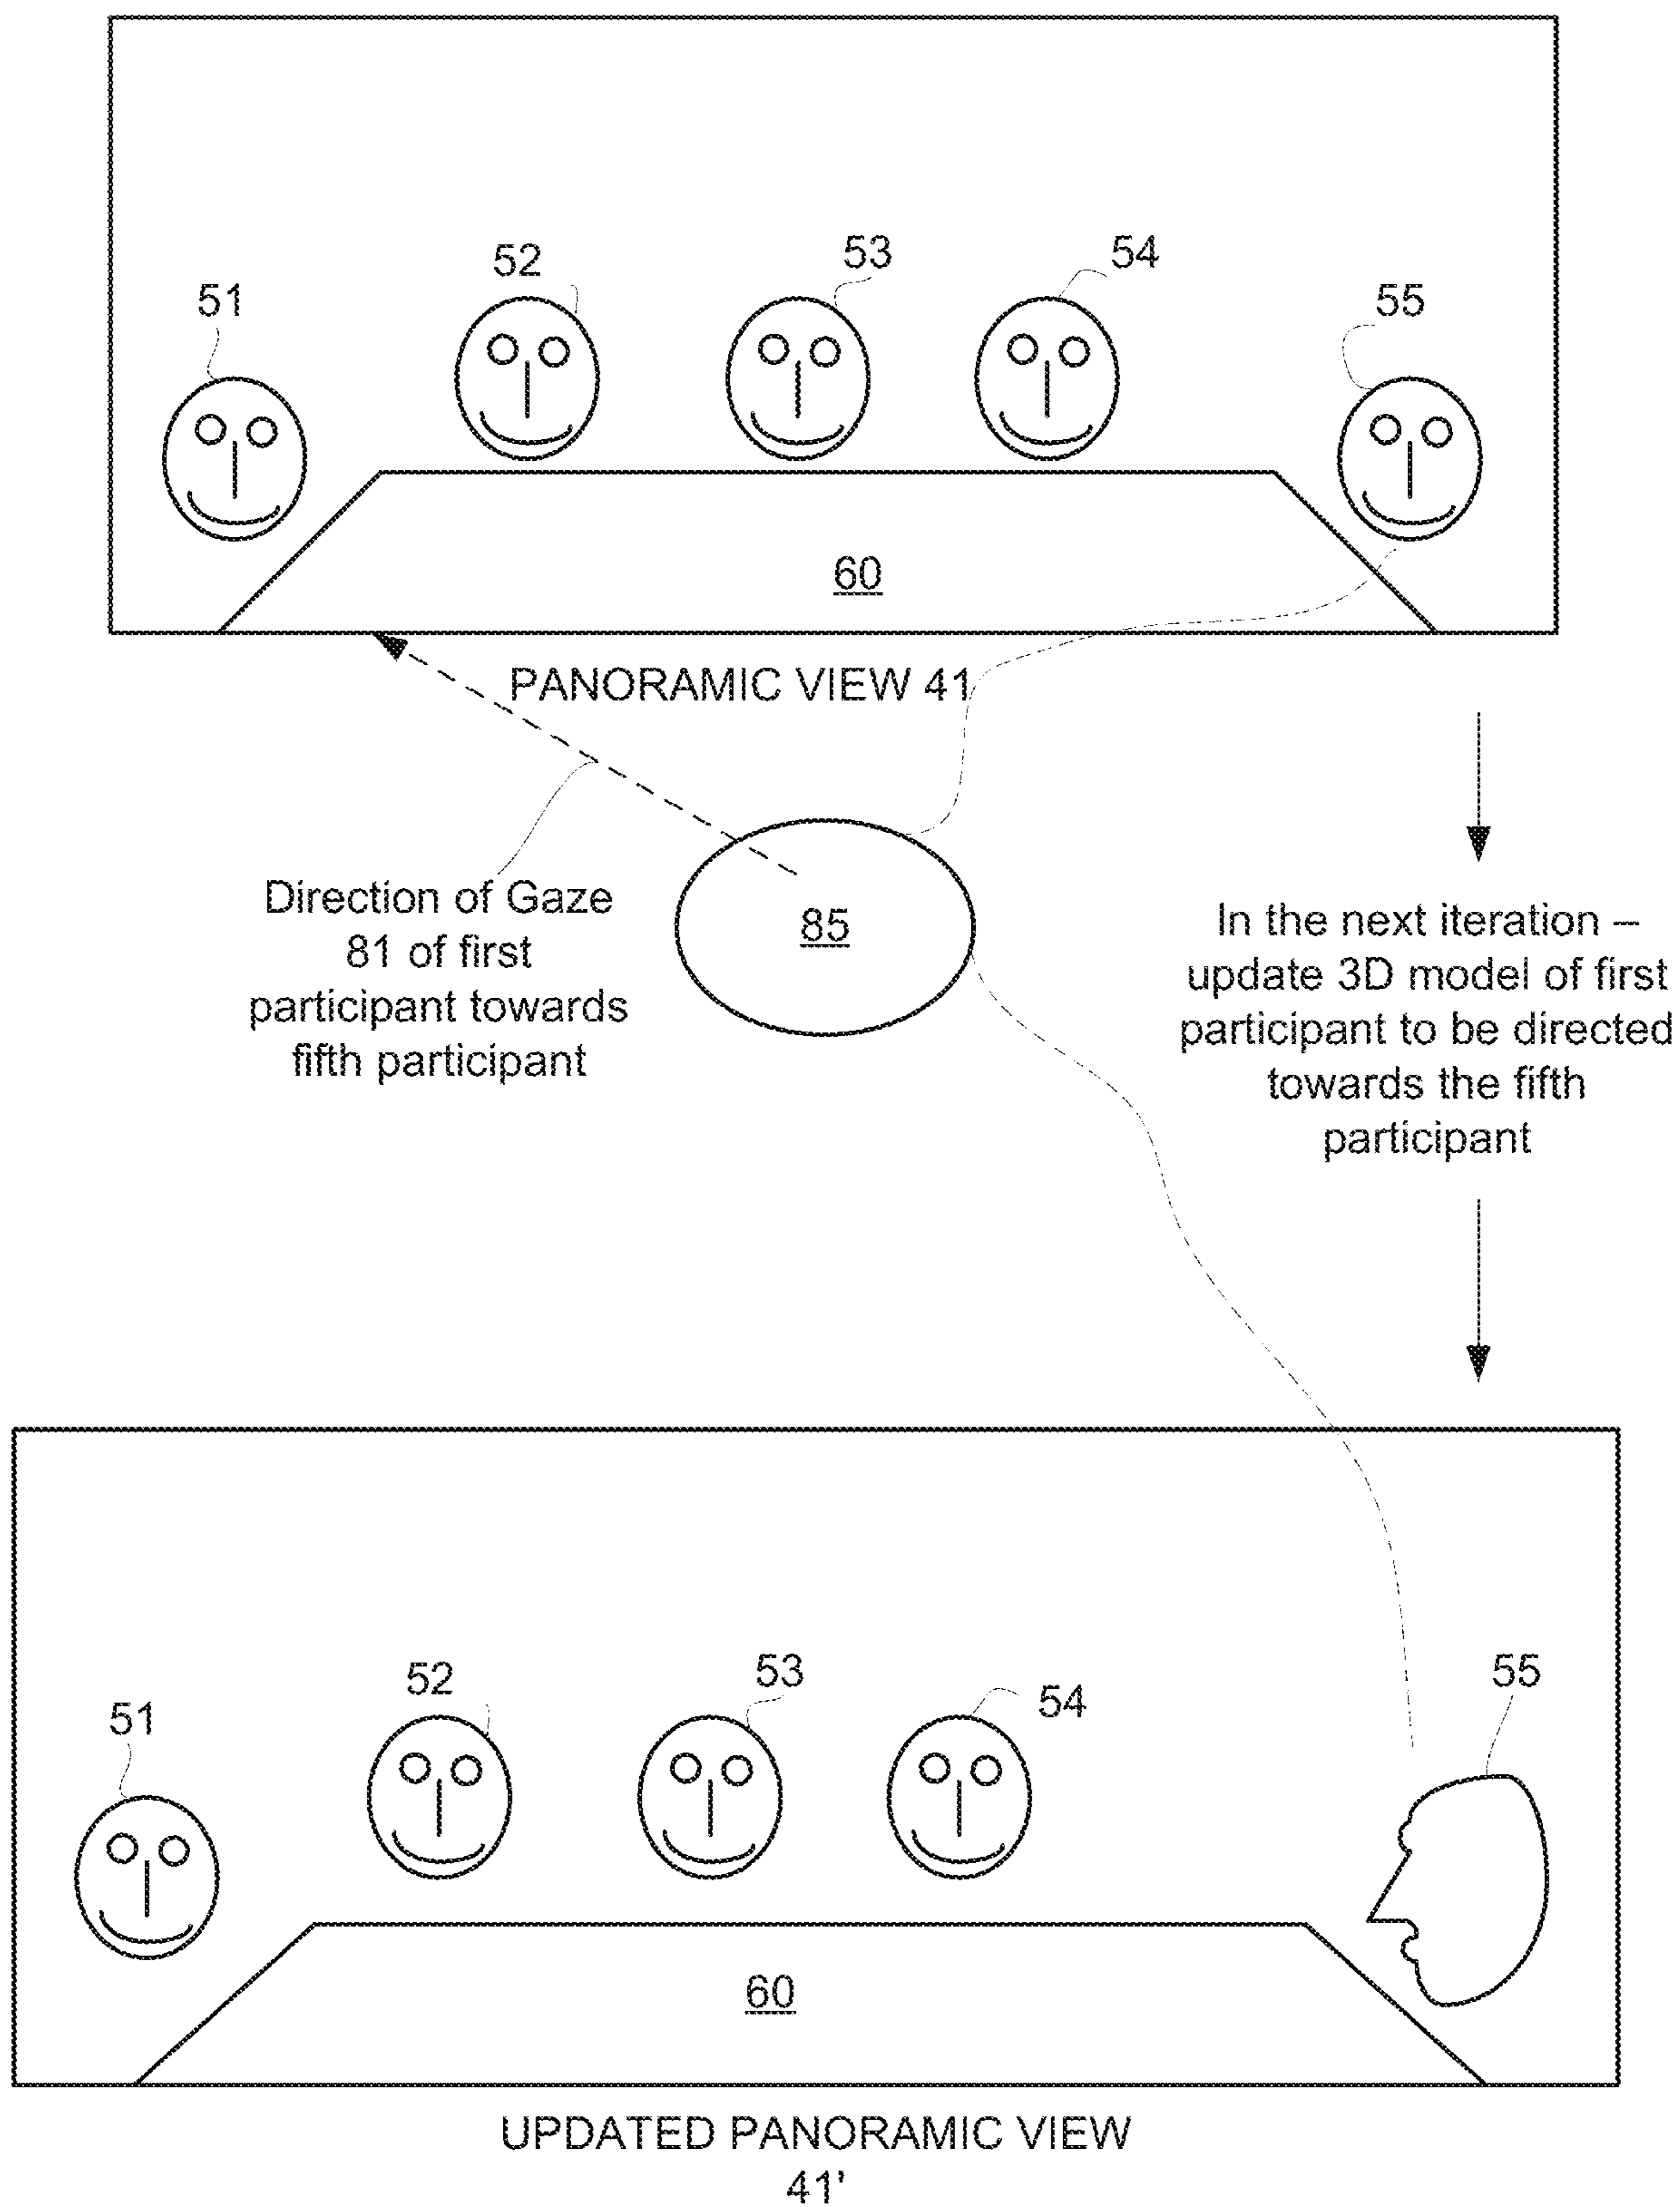 51
52
53
54
55
60
PANORAMIC VIEW 41
85
Direction of Gaze
81 of first
participant towards
fifth participant
In the next iteration –
update 3D model of first
participant to be directed
towards the fifth
participant
51
52
53
54
55
60
UPDATED PANORAMIC VIEW
41'